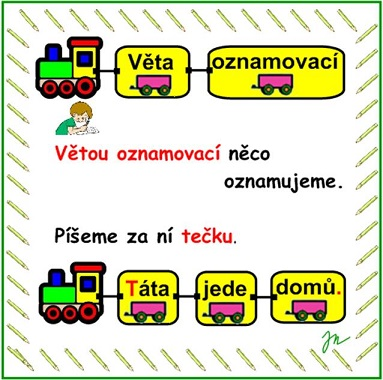 Věta oznamovací
Větou oznamovací něco
oznamujeme.
Píšeme za ní tečku.
Táta jede domů.